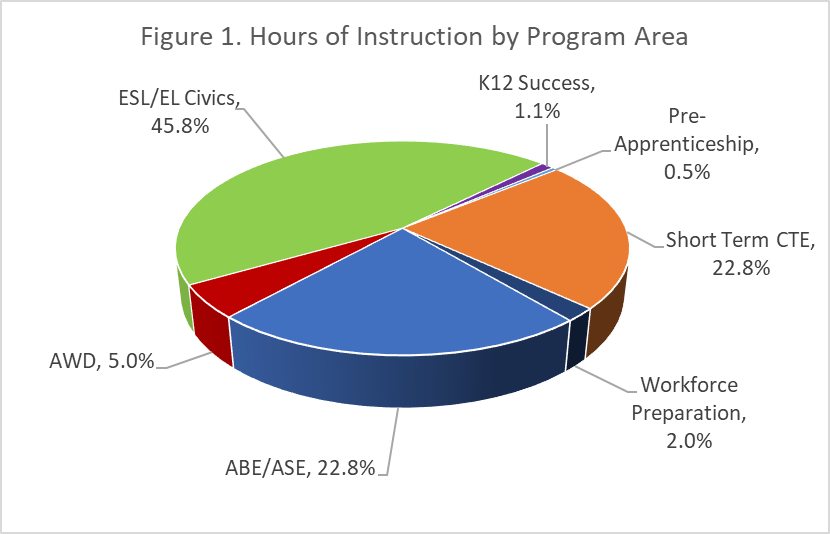 Figure 1. Hours of Instruction by Program Area
ESL/EL Civics,
45.8%
K12 Success,
1.1%
Pre-
Apprenticeship,
0.5%
Short Term CTE,
22.8%
Workforce
Preparation,
2.0%
ABE/ASE, 22.8%
AWD, 5.0%